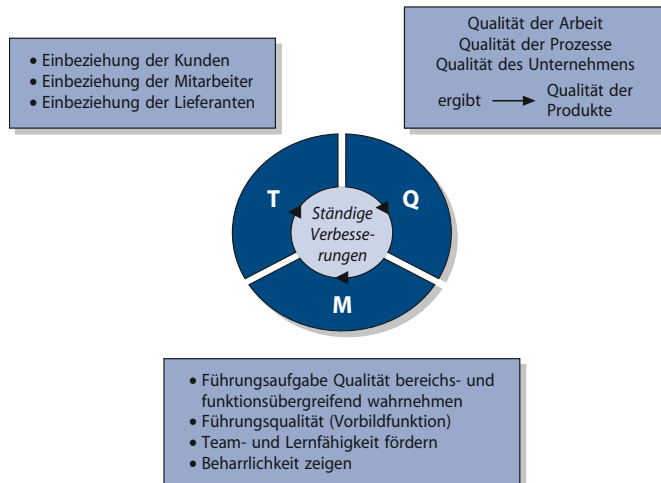 • Einbeziehung der Kunden
• Einbeziehung der Mitarbeiter
• Einbeziehung der Lieferanten
Qualität der Arbeit
Qualität der Prozesse
Qualität des Unternehmens
ergibt → Qualität der
Produkte
T
Q
Ständige
Verbesse-
rungen
M
• Führungsaufgabe Qualität bereichs- und
funktionsübergreifend wahrnehmen
• Führungsqualität (Vorbildfunktion)
• Team- und Lernfähigkeit fördern
• Beharrlichkeit zeigen